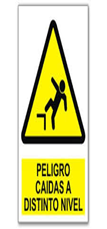 PELIGRO
CAIDAS A
DISTINTO NIVEL